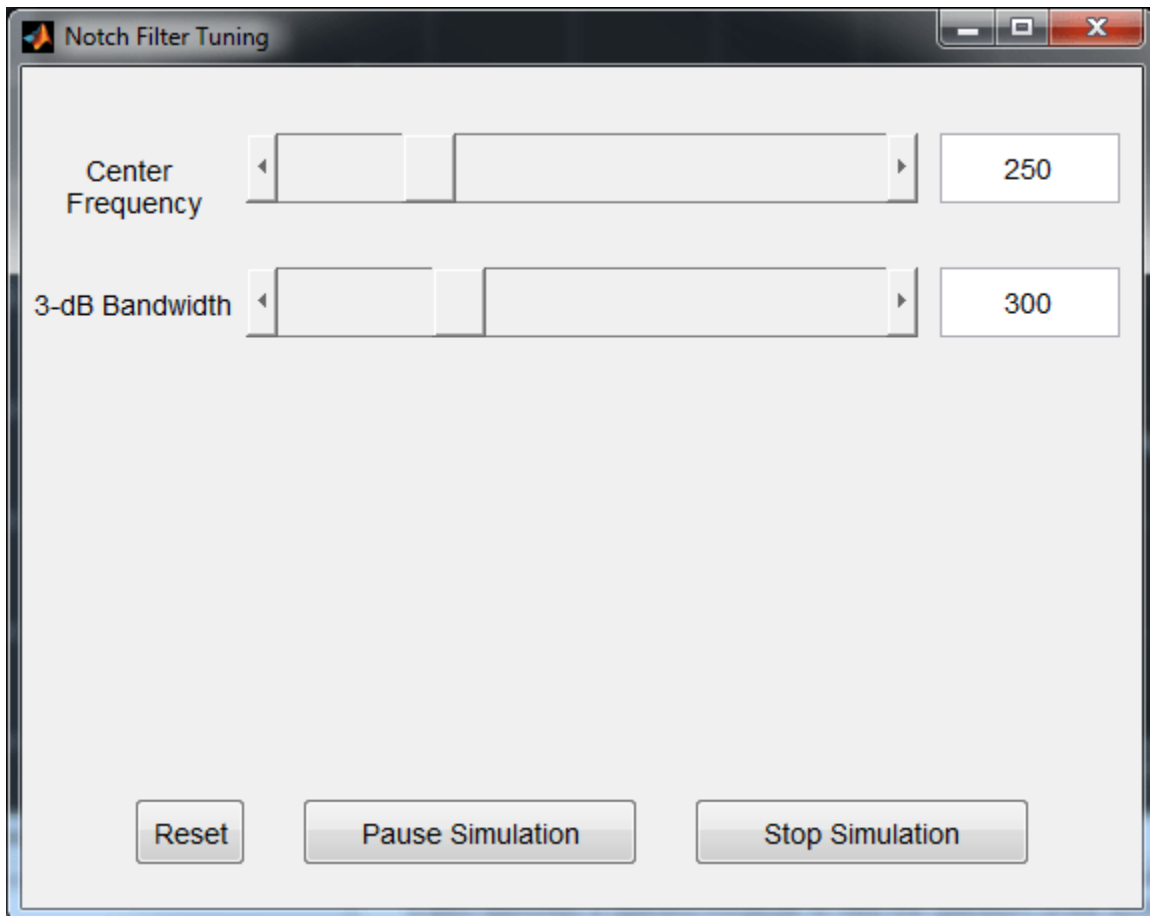 Notch Filter Tuning
Center
Frequency
250
3-dB Bandwidth
300
Reset
Pause Simulation
Stop Simulation